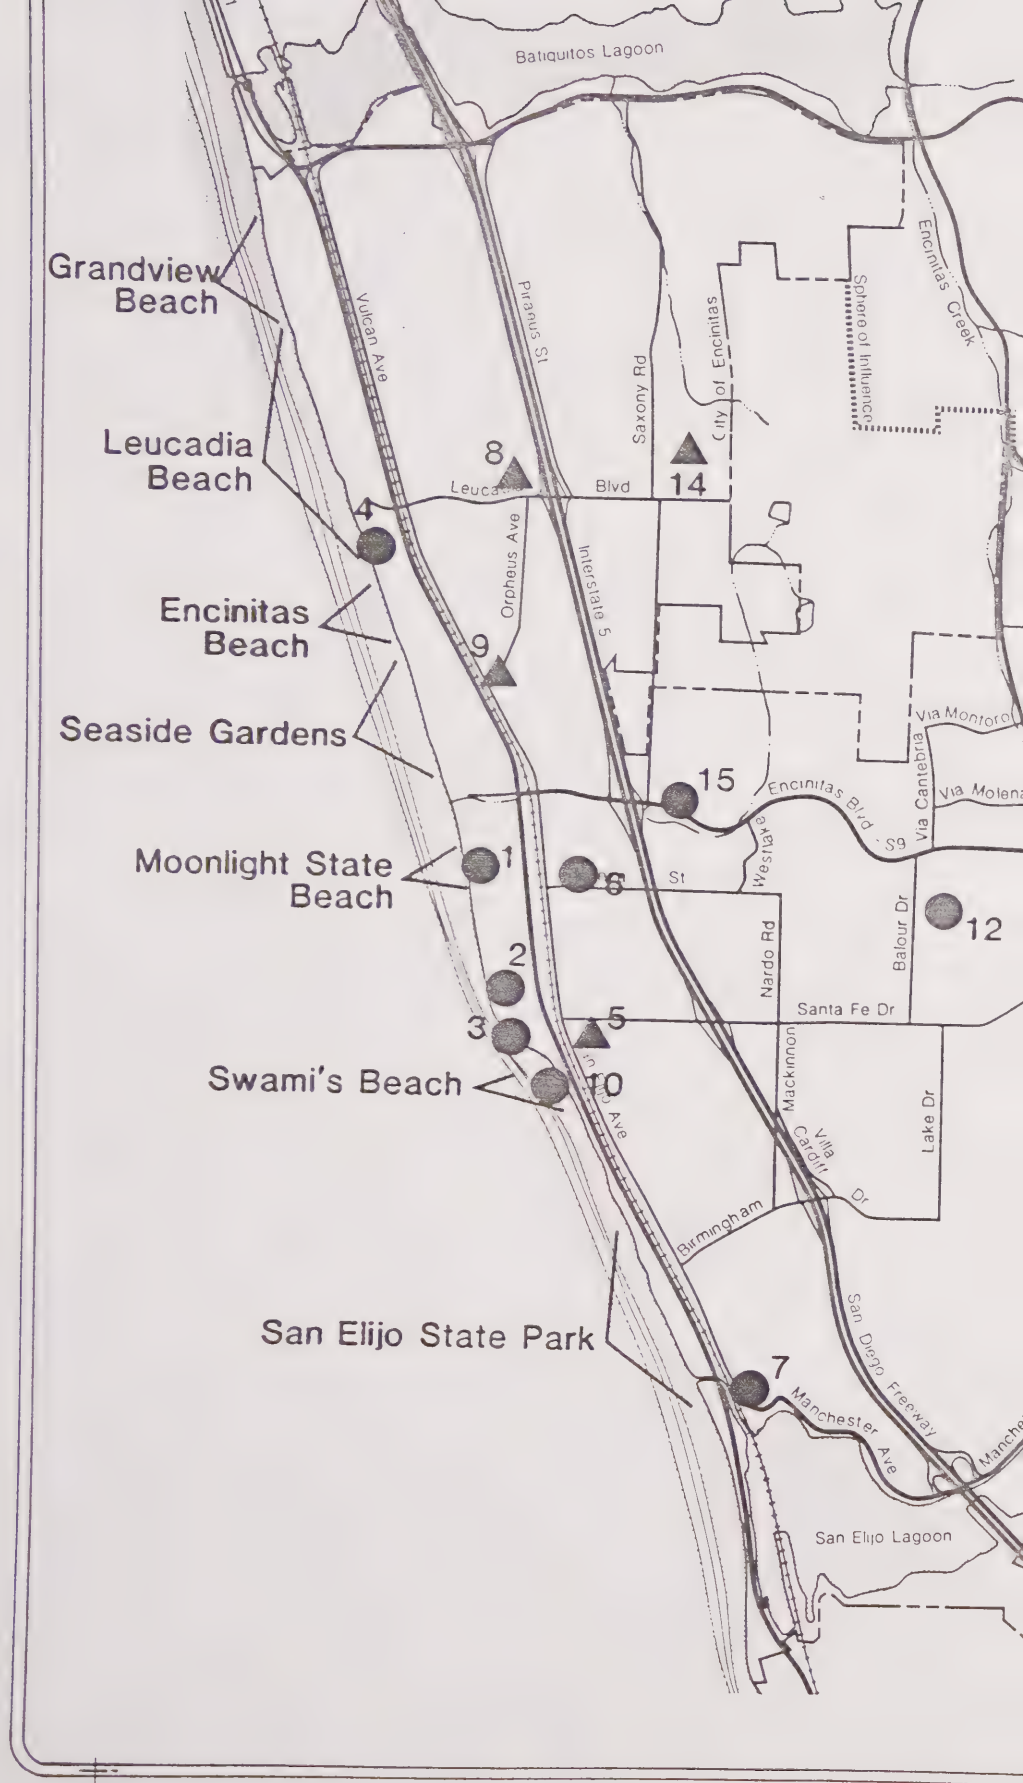 Batiquitos Lagoon
Grandview
Beach
Encinitas Creek
Sphere of Influence
Vulcan Ave
Piraeus St
City of Encinitas
Saxony Rd
Leucadia
Beach
8
14
4
Blvd
Orpheus Ave
Interstate 5
Encinitas
Beach
9
Seaside Gardens
Via Montoro
Via Cantebria
15
Encinitas Blvd
Via Molena
S9
Westlake
Moonlight State
Beach
1
6
St
12
Balour Dr
Nardo Rd
2
Santa Fe Dr
3
5
Swami's Beach
10
Ave
Mackinnon
Lake Dr
Villa
Cardiff
Dr
Birmingham
San Elijo State Park
San Diego Freeway
7
Manchester Ave
San Elijo Lagoon